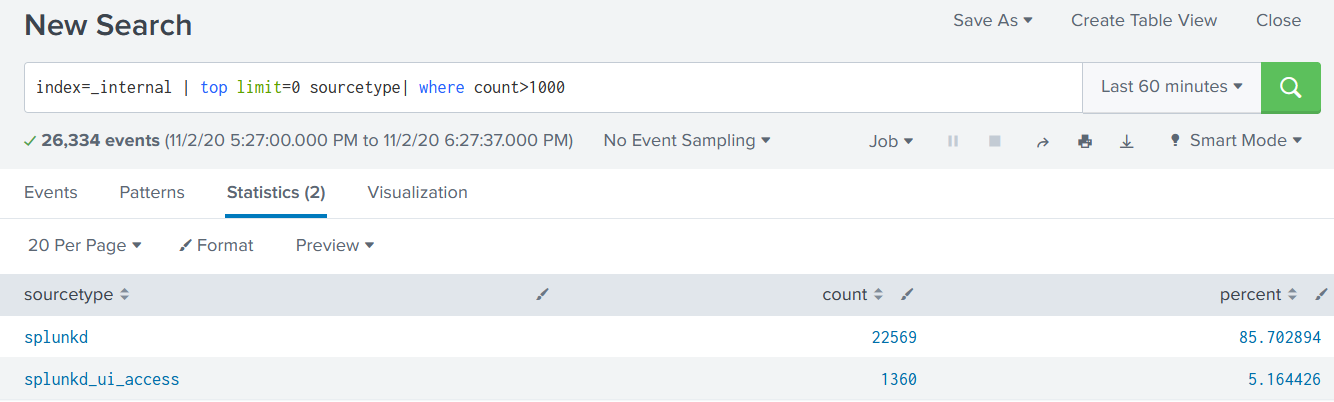 New Search
Save As Create Table View Close
index=_internal | top limit=0 sourcetype| where count>1000
Last 60 minutes
26,334 events (11/2/20 5:27:00.000 PM to 11/2/20 6:27:37.000 PM) No Event Sampling Job Smart Mode
Events Patterns Statistics (2) Visualization
20 Per Page Format Preview
sourcetype count percent
splunkd 22569 85.702894
splunkd_ui_access 1360 5.164426